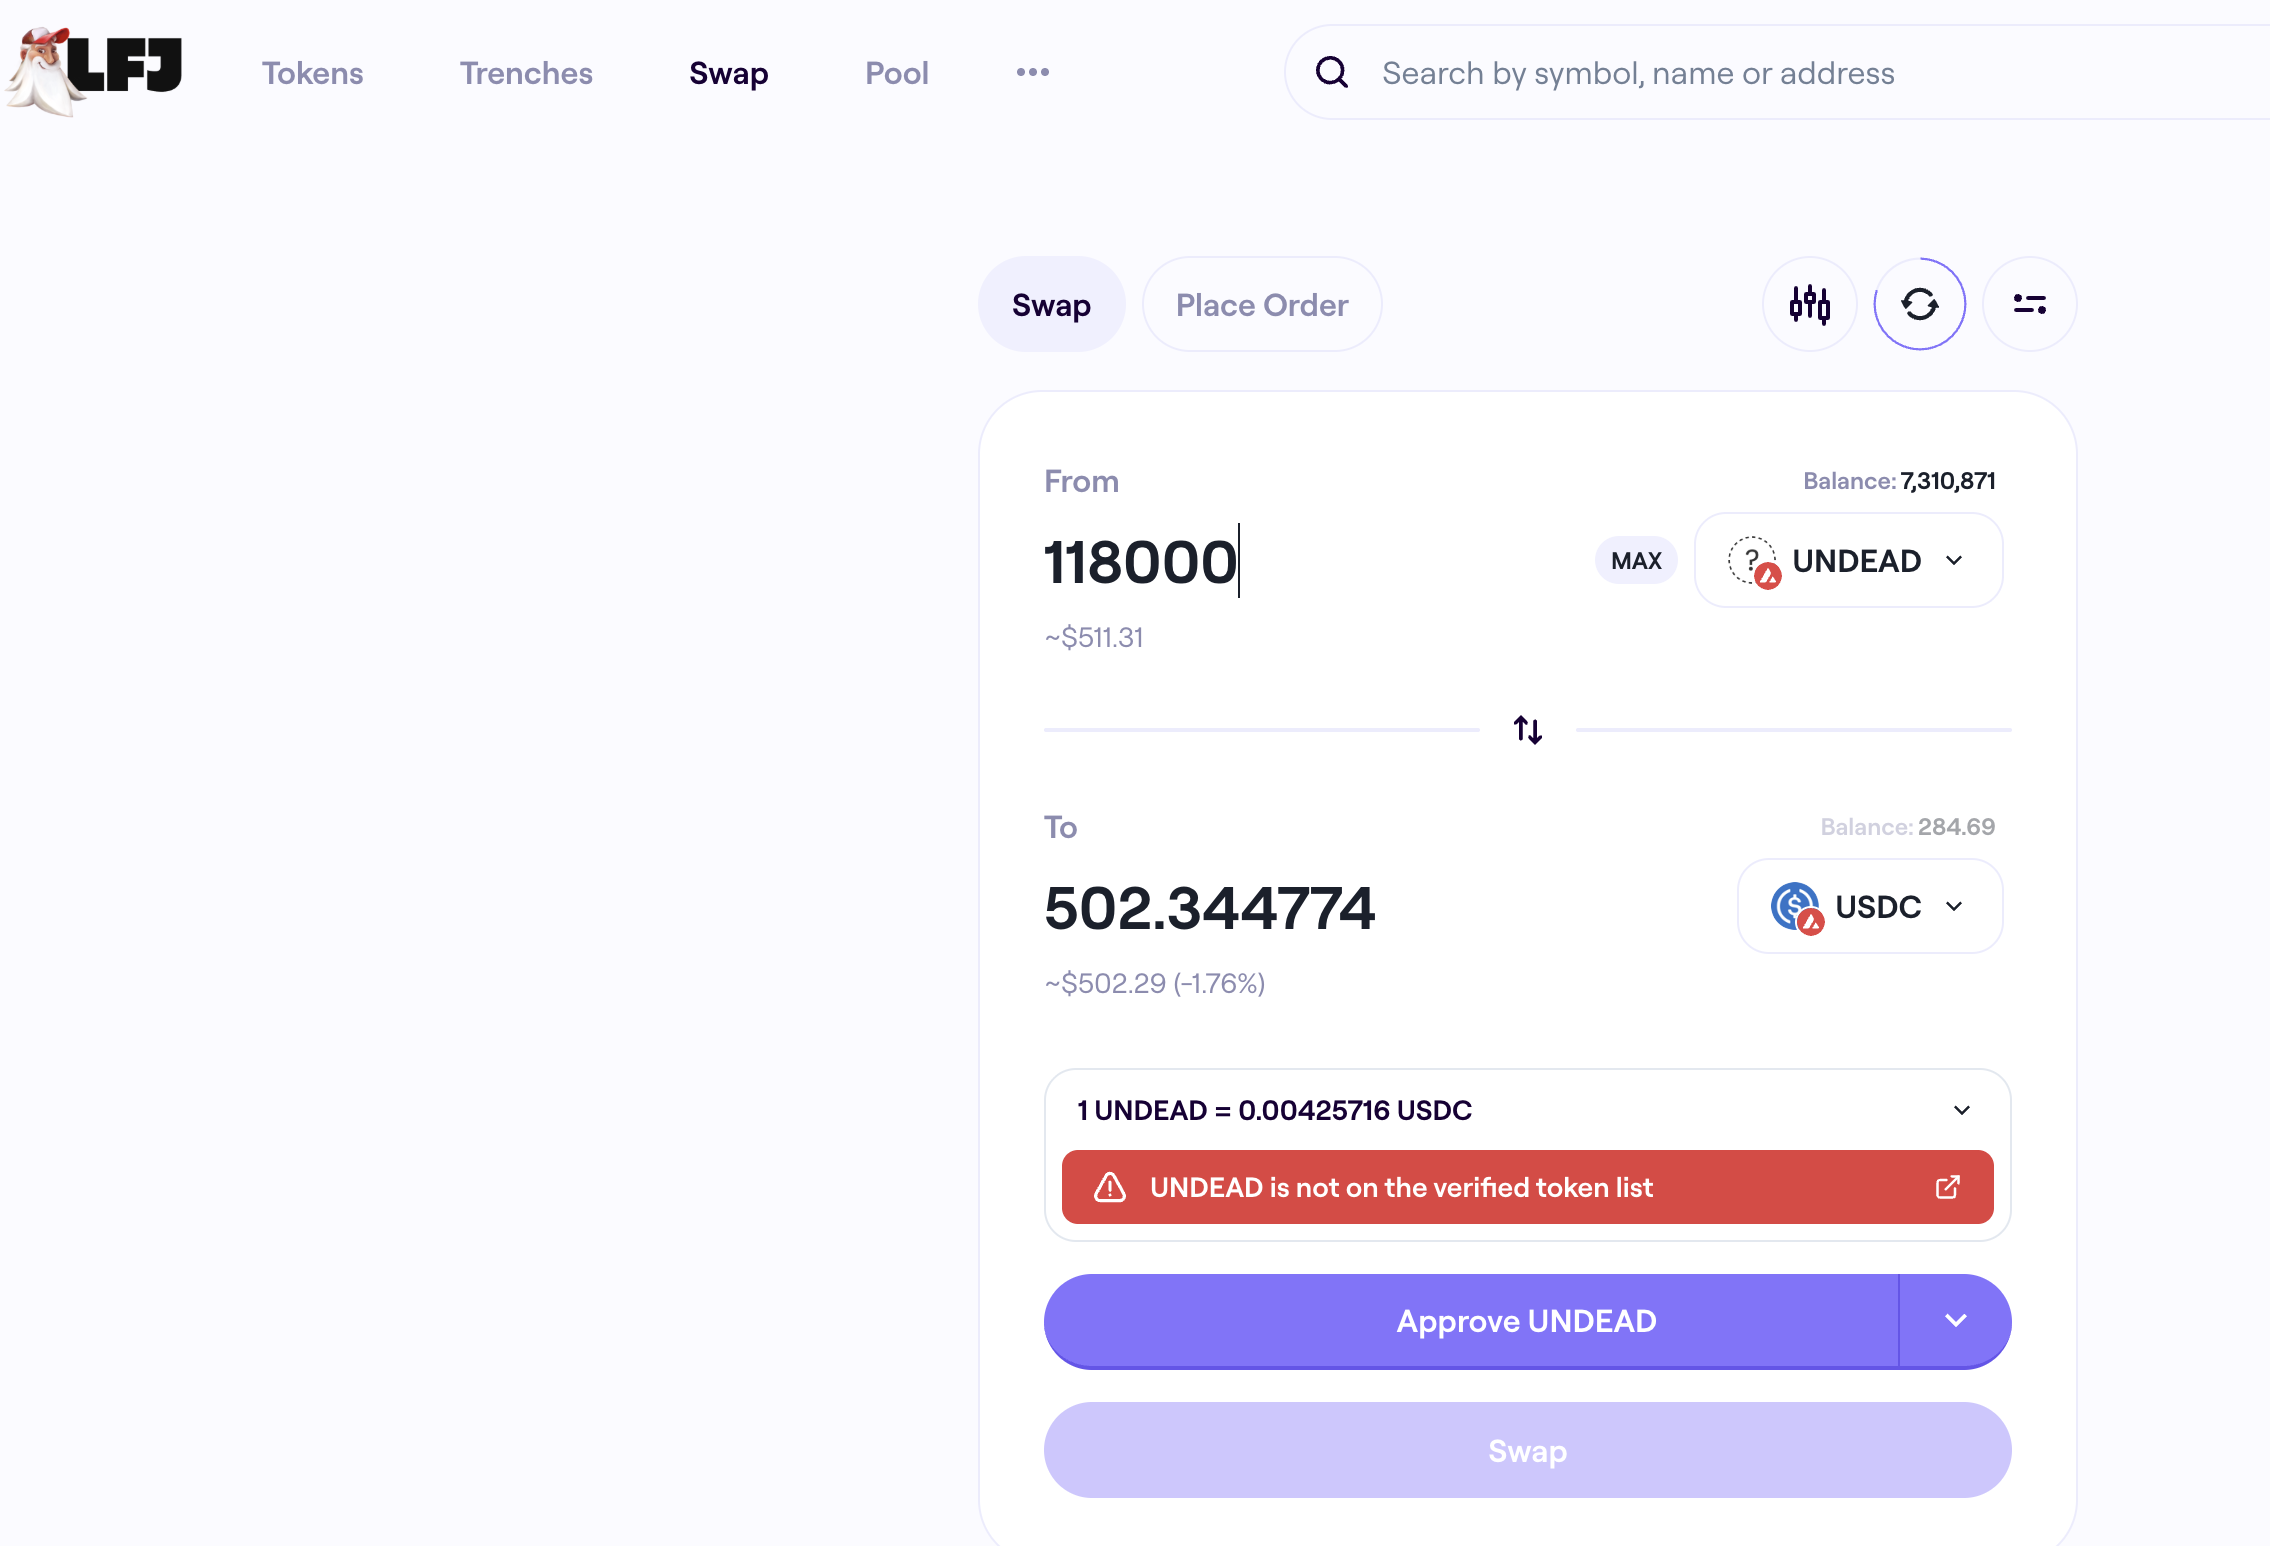 LFJ
Tokens Trenches Swap Pool
Search by symbol, name or address
Swap Place Order
From Balance: 7,310,871
118000 MAX ? UNDEAD
~$511.31
To Balance: 284.69
502.344774 USDC
~$502.29 (-1.76%)
1 UNDEAD = 0.00425716 USDC
UNDEAD is not on the verified token list
Approve UNDEAD
Swap